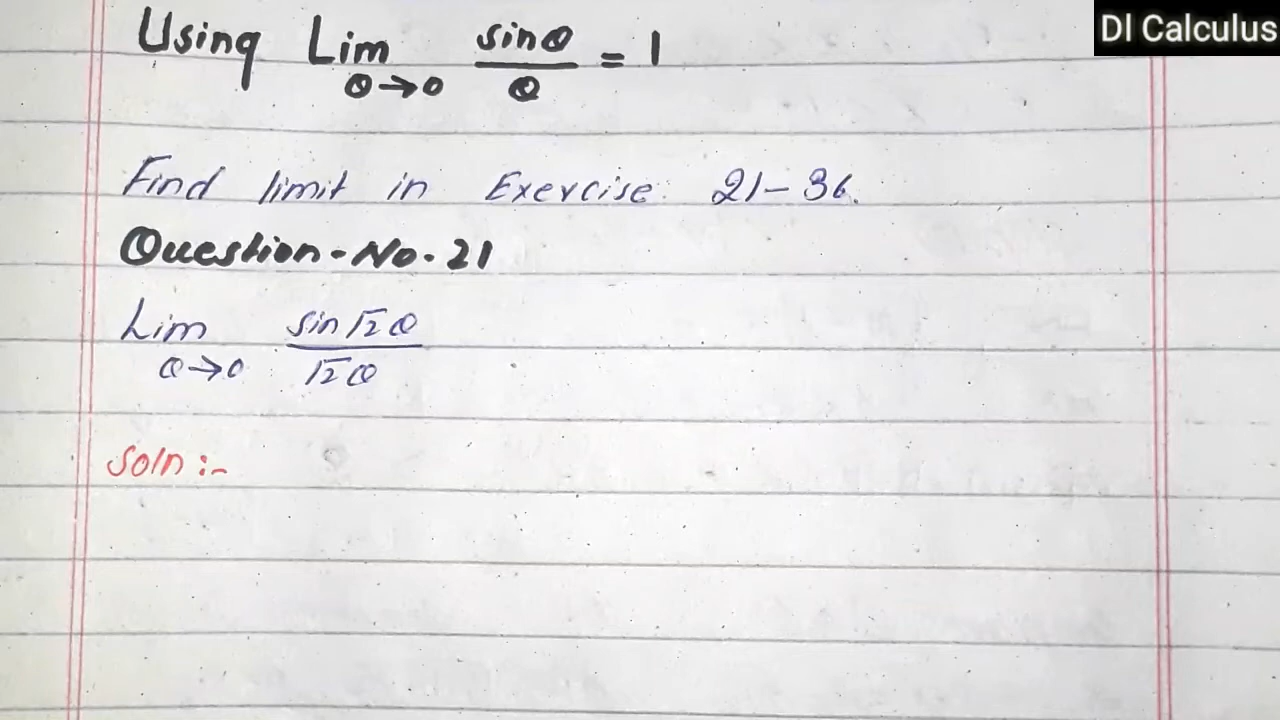 DI Calculus
Using Lim θ→0 sinθ/θ = 1
Find limit in Exercise 21-36.
Question-No.21
Lim θ→0 sin√2θ/√2θ
Soln:-